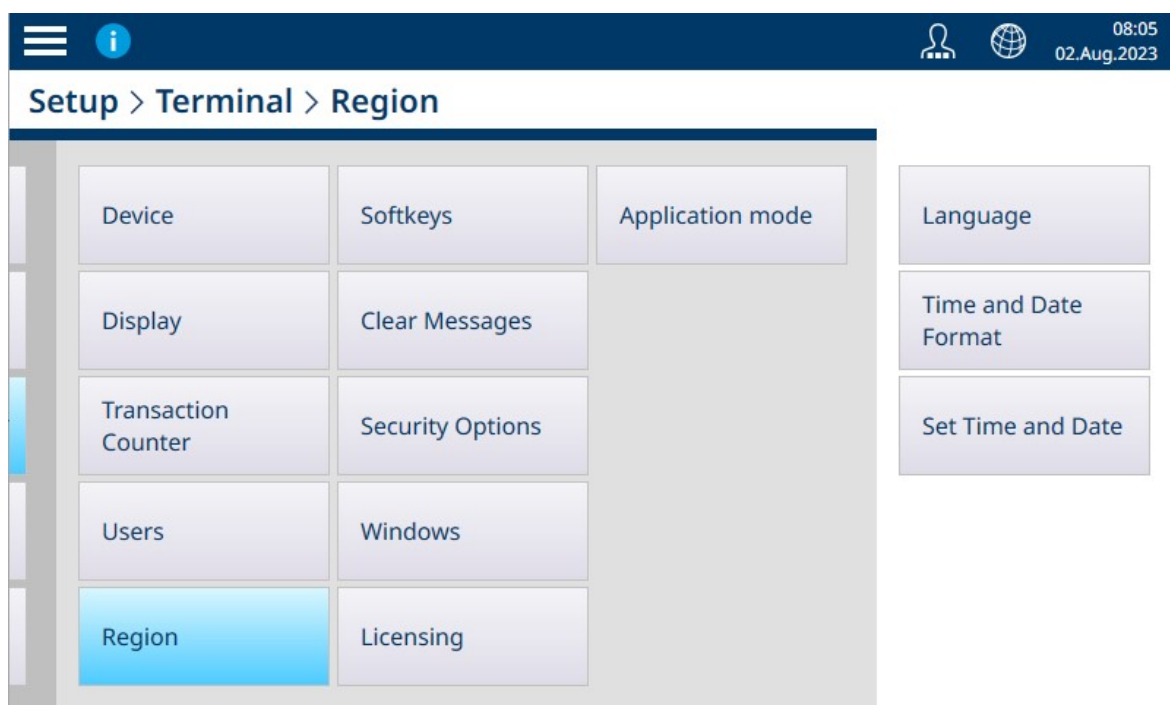 i
08:05
02.Aug.2023
Setup > Terminal > Region
Device
Softkeys
Application mode
Language
Display
Clear Messages
Time and Date
Format
Transaction
Counter
Security Options
Set Time and Date
Users
Windows
Region
Licensing